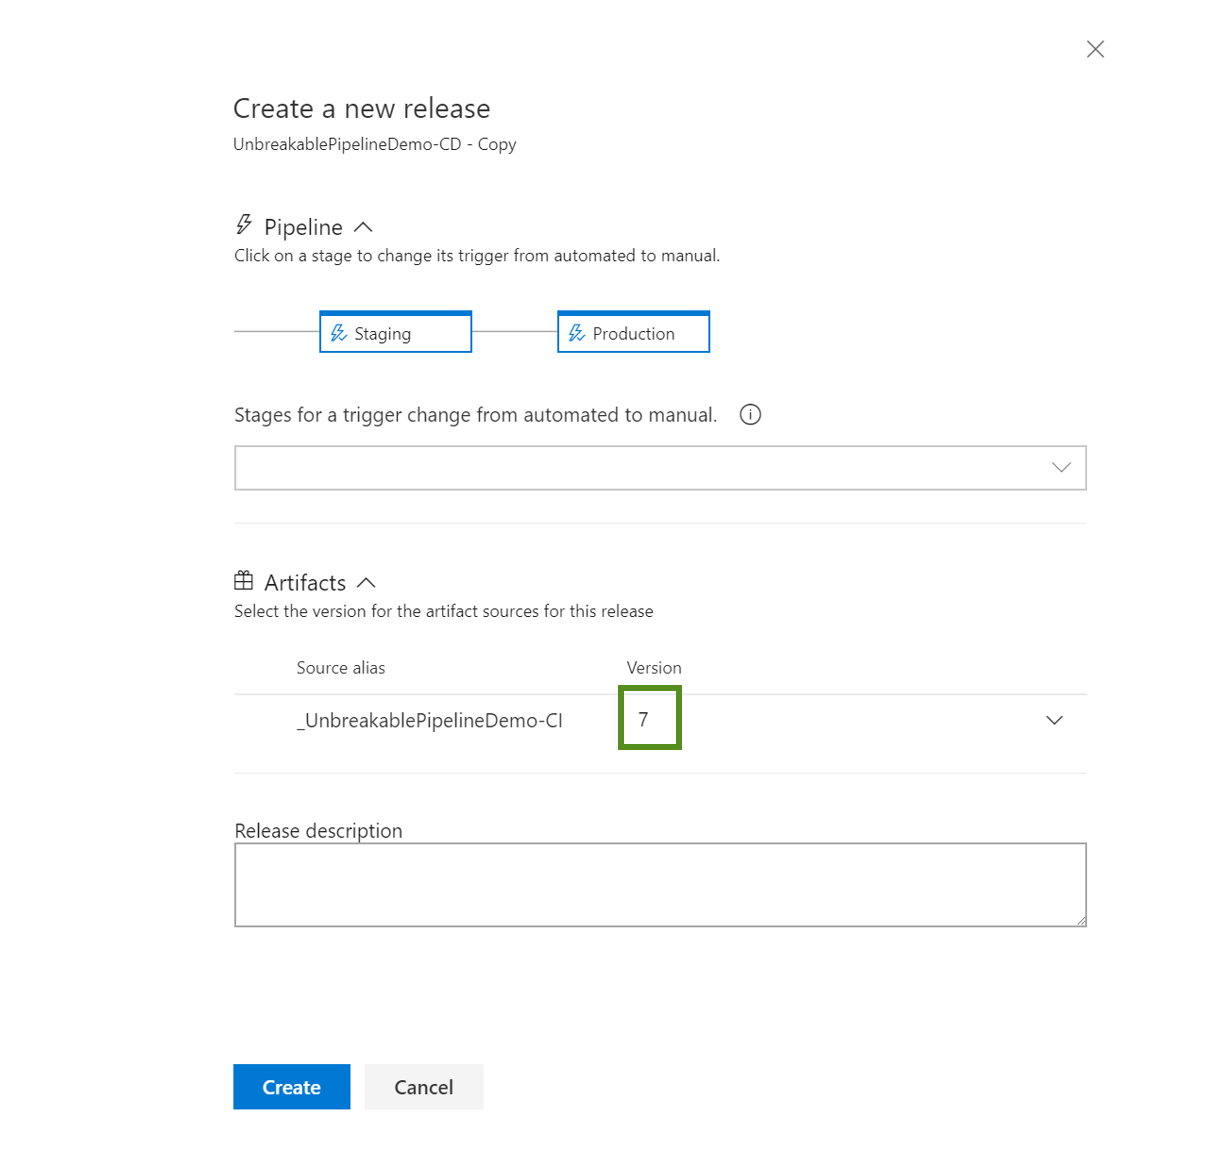 Create a new release
UnbreakablePipelineDemo-CD - Copy
Pipeline
Click on a stage to change its trigger from automated to manual.
Staging
Production
Stages for a trigger change from automated to manual.
Artifacts
Select the version for the artifact sources for this release
Source alias
Version
_UnbreakablePipelineDemo-CI
7
Release description
Create
Cancel